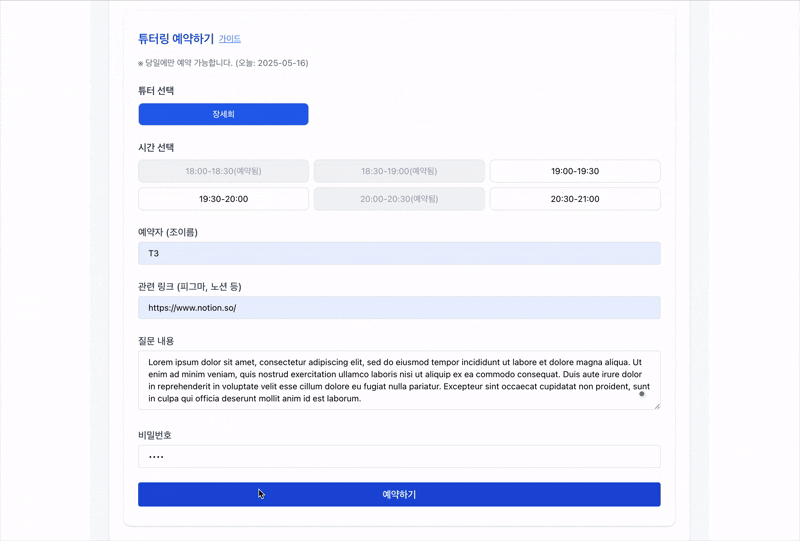 튜터링 예약하기 가이드
※ 당일에만 예약 가능합니다. (오늘: 2025-05-16)
튜터 선택
장세희
시간 선택
18:00-18:30(예약됨) 18:30-19:00(예약됨) 19:00-19:30
19:30-20:00 20:00-20:30(예약됨) 20:30-21:00
예약자 (조이름)
T3
관련 링크 (피그마, 노션 등)
https://www.notion.so/
질문 내용
Lorem ipsum dolor sit amet, consectetur adipiscing elit, sed do eiusmod tempor incididunt ut labore et dolore magna aliqua. Ut
enim ad minim veniam, quis nostrud exercitation ullamco laboris nisi ut aliquip ex ea commodo consequat. Duis aute irure dolor
in reprehenderit in voluptate velit esse cillum dolore eu fugiat nulla pariatur. Excepteur sint occaecat cupidatat non proident, sunt
in culpa qui officia deserunt mollit anim id est laborum.
비밀번호
••••
예약하기